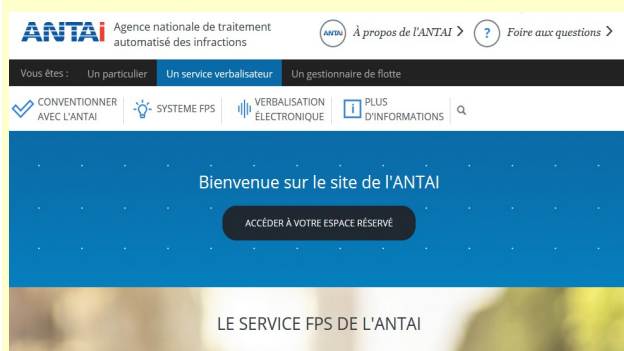 ANTAi
Agence nationale de traitement
automatisé des infractions
ANTAI
À propos de l'ANTAI >
?
Foire aux questions >
Vous êtes :
Un particulier
Un service verbalisateur
Un gestionnaire de flotte
CONVENTIONNER
AVEC L'ANTAI
SYSTEME FPS
VERBALISATION
ÉLECTRONIQUE
i
PLUS
D'INFORMATIONS
Bienvenue sur le site de l'ANTAI
ACCÉDER À VOTRE ESPACE RÉSERVÉ
LE SERVICE FPS DE L'ANTAI